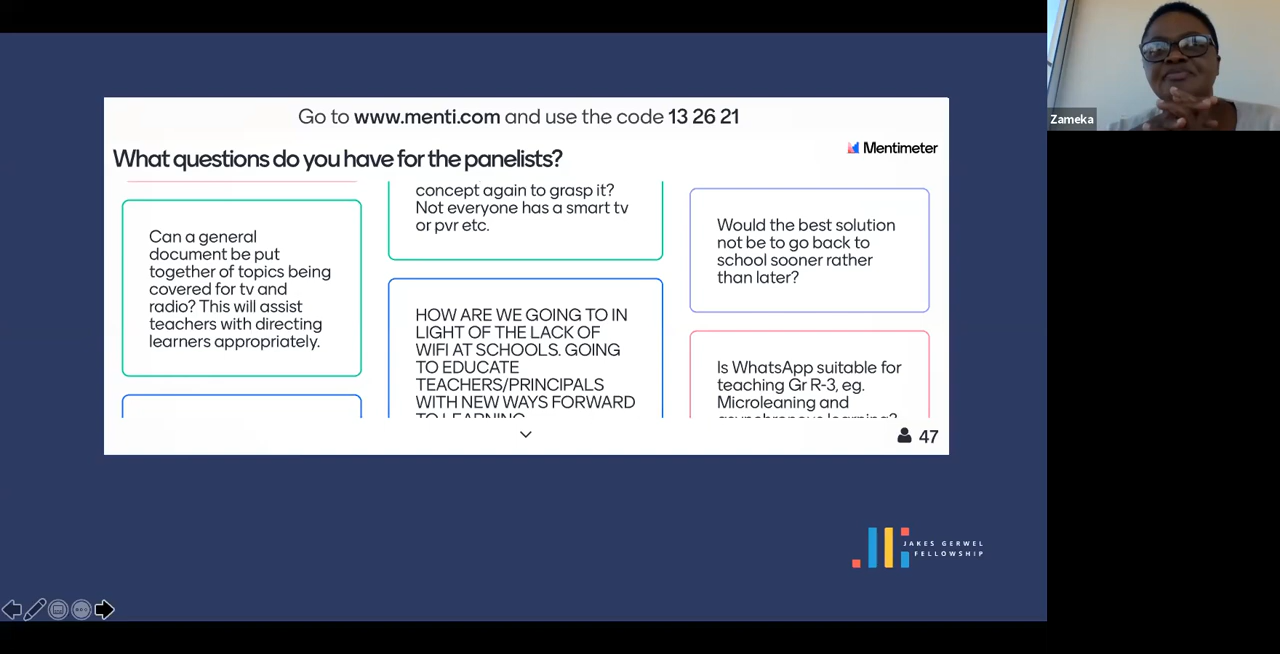 Go to www.menti.com and use the code 13 26 21
Mentimeter
What questions do you have for the panelists?
Can a general
document be put
together of topics being
covered for tv and
radio? This will assist
teachers with directing
learners appropriately.
concept again to grasp it?
Not everyone has a smart tv
or pvr etc.
HOW ARE WE GOING TO IN
LIGHT OF THE LACK OF
WIFI AT SCHOOLS. GOING
TO EDUCATE
TEACHERS/PRINCIPALS
WITH NEW WAYS FORWARD
TO LEARNING
Would the best solution
not be to go back to
school sooner rather
than later?
Is WhatsApp suitable for
teaching Gr R-3, eg.
Microleaning and
asynchronous learning?
47
JAKES GERWEL
FELLOWSHIP
Zameka